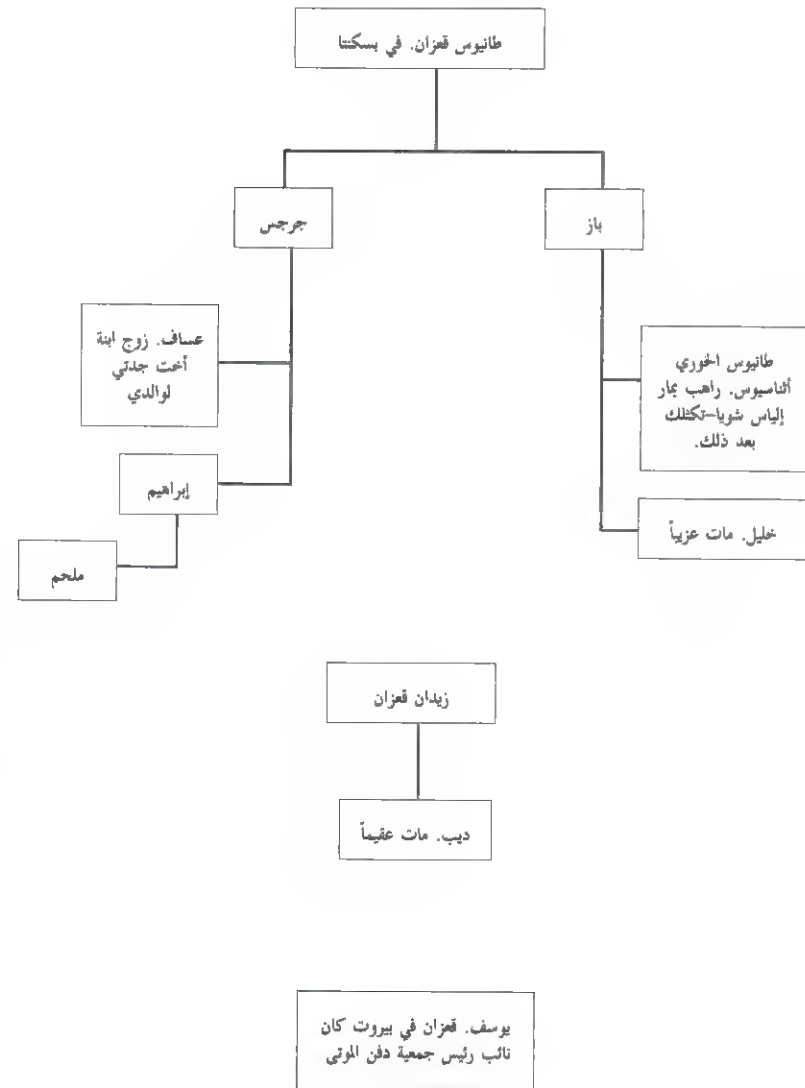 طانيوس قعزان. في بسكنتا
باز
جرجس
طانيوس الخوري
أثناسيوس. راهب بمار
إلياس شويا-تكثلك
بعد ذلك.
خليل. مات عزيباً
عساف. زوج ابنة
أخت جدتي
لوالدي
إبراهيم
ملحم
زيدان قعزان
ديب. مات عقيماً
يوسف. قعزان في بيروت كان
نائب رئيس جمعية دفن الموتى